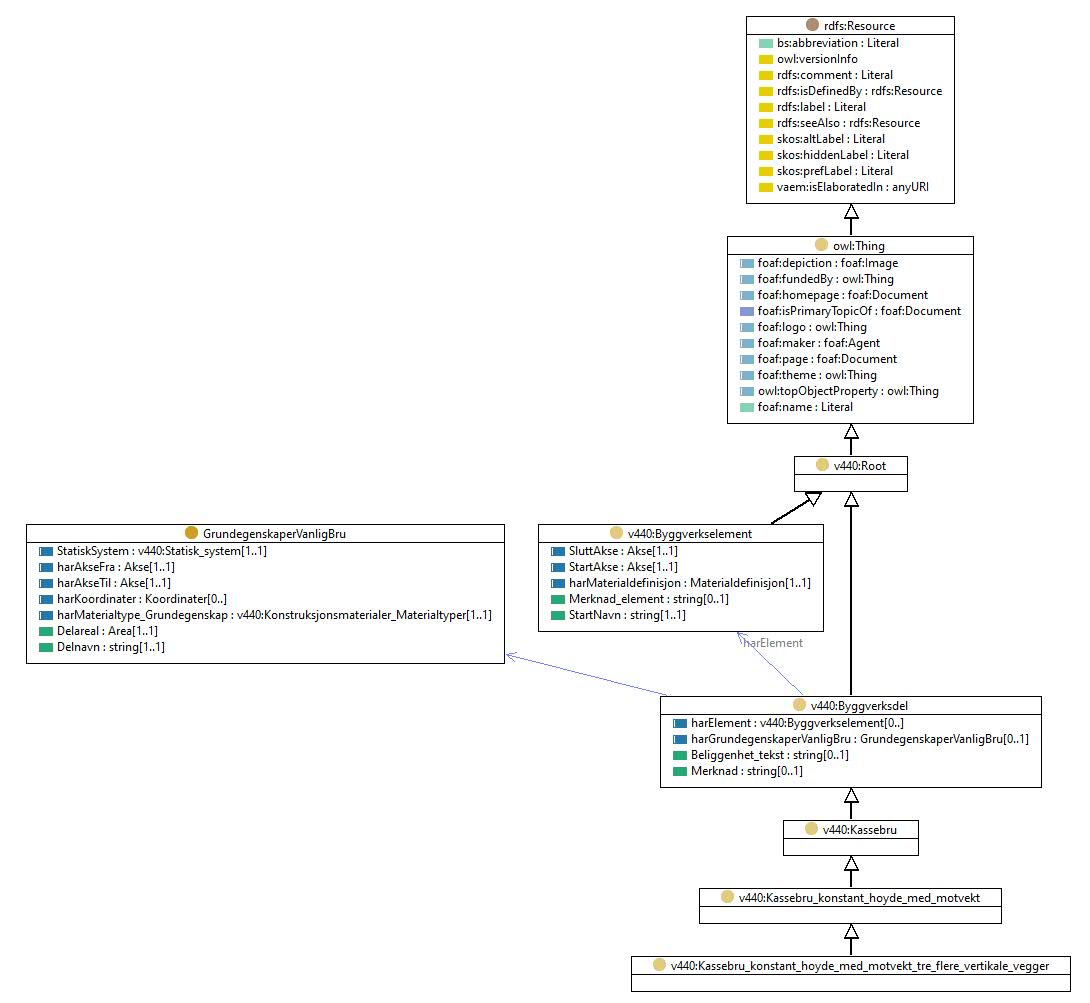 rdfs:Resource
bs:abbreviation : Literal
owl:versionInfo
rdfs:comment : Literal
rdfs:isDefinedBy : rdfs:Resource
rdfs:label : Literal
rdfs:seeAlso : rdfs:Resource
skos:altLabel : Literal
skos:hiddenLabel : Literal
skos:prefLabel : Literal
vaem:isElaboratedIn : anyURI
owl:Thing
foaf:depiction : foaf:Image
foaf:fundedBy : owl:Thing
foaf:homepage : foaf:Document
foaf:isPrimaryTopicOf : foaf:Document
foaf:logo : owl:Thing
foaf:maker : foaf:Agent
foaf:page : foaf:Document
foaf:theme : owl:Thing
owl:topObjectProperty : owl:Thing
foaf:name : Literal
v440:Root
GrundegenskaperVanligBru
StatiskSystem : v440:Statisk_system[1..1]
harAkseFra : Akse[1..1]
harAkseTil : Akse[1..1]
harKoordinater : Koordinater[0..]
harMaterialtype_Grundegenskap : v440:Konstruksjonsmaterialer_Materialtyper[1..1]
Delareal : Area[1..1]
Delnavn : string[1..1]
v440:Byggverkselement
SluttAkse : Akse[1..1]
StartAkse : Akse[1..1]
harMaterialdefinisjon : Materialdefinisjon[1..1]
Merknad_element : string[0..1]
StartNavn : string[1..1]
harElement
v440:Byggverksdel
harElement : v440:Byggverkselement[0..]
harGrundegenskaperVanligBru : GrundegenskaperVanligBru[0..1]
Beliggenhet_tekst : string[0..1]
Merknad : string[0..1]
v440:Kassebru
v440:Kassebru_konstant_hoyde_med_motvekt
v440:Kassebru_konstant_hoyde_med_motvekt_tre_flere_vertikale_vegger